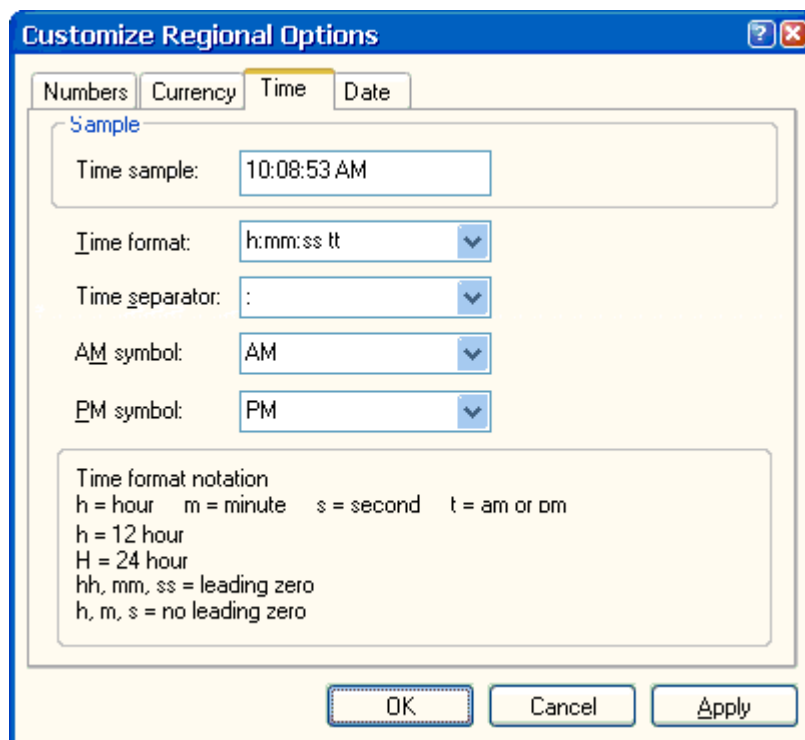 Customize Regional Options
Numbers Currency Time Date
Sample
Time sample: 10:08:53 AM
Time format: h:mm:ss tt
Time separator: :
AM symbol: AM
PM symbol: PM
Time format notation
h = hour m = minute s = second t = am or pm
h = 12 hour
H = 24 hour
hh, mm, ss = leading zero
h, m, s = no leading zero
OK Cancel Apply